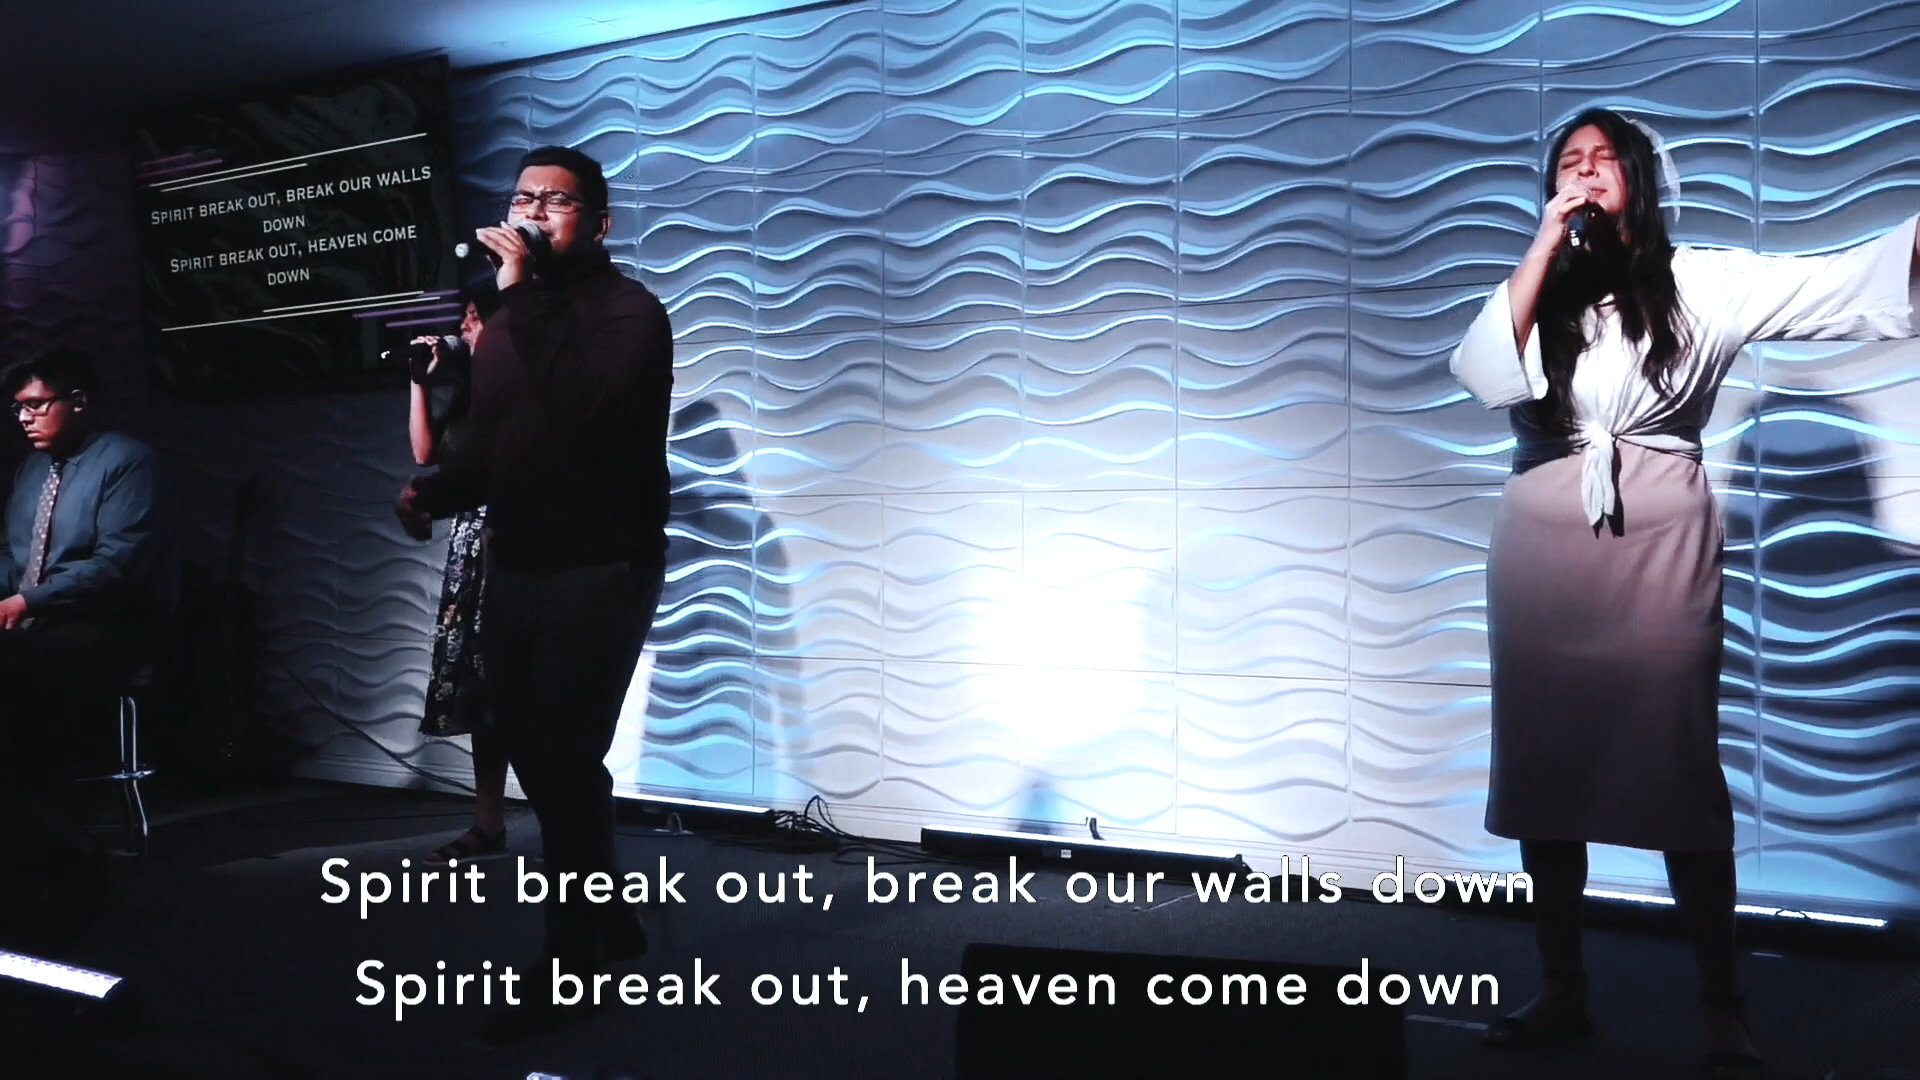 SPIRIT BREAK OUT, BREAK OUR WALLS
DOWN
SPIRIT BREAK OUT, HEAVEN COME
DOWN
Spirit break out, break our walls down
Spirit break out, heaven come down